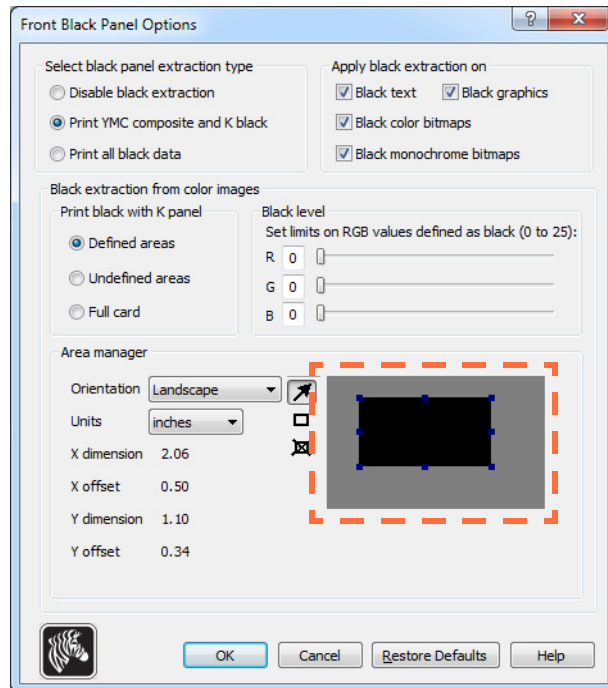 Front Black Panel Options
Select black panel extraction type
Disable black extraction
Print YMC composite and K black
Print all black data
Apply black extraction on
Black text Black graphics
Black color bitmaps
Black monochrome bitmaps
Black extraction from color images
Print black with K panel
Defined areas
Undefined areas
Full card
Black level
Set limits on RGB values defined as black (0 to 25):
R 0
G 0
B 0
Area manager
Orientation Landscape
Units inches
X dimension 2.06
X offset 0.50
Y dimension 1.10
Y offset 0.34
OK Cancel Restore Defaults Help